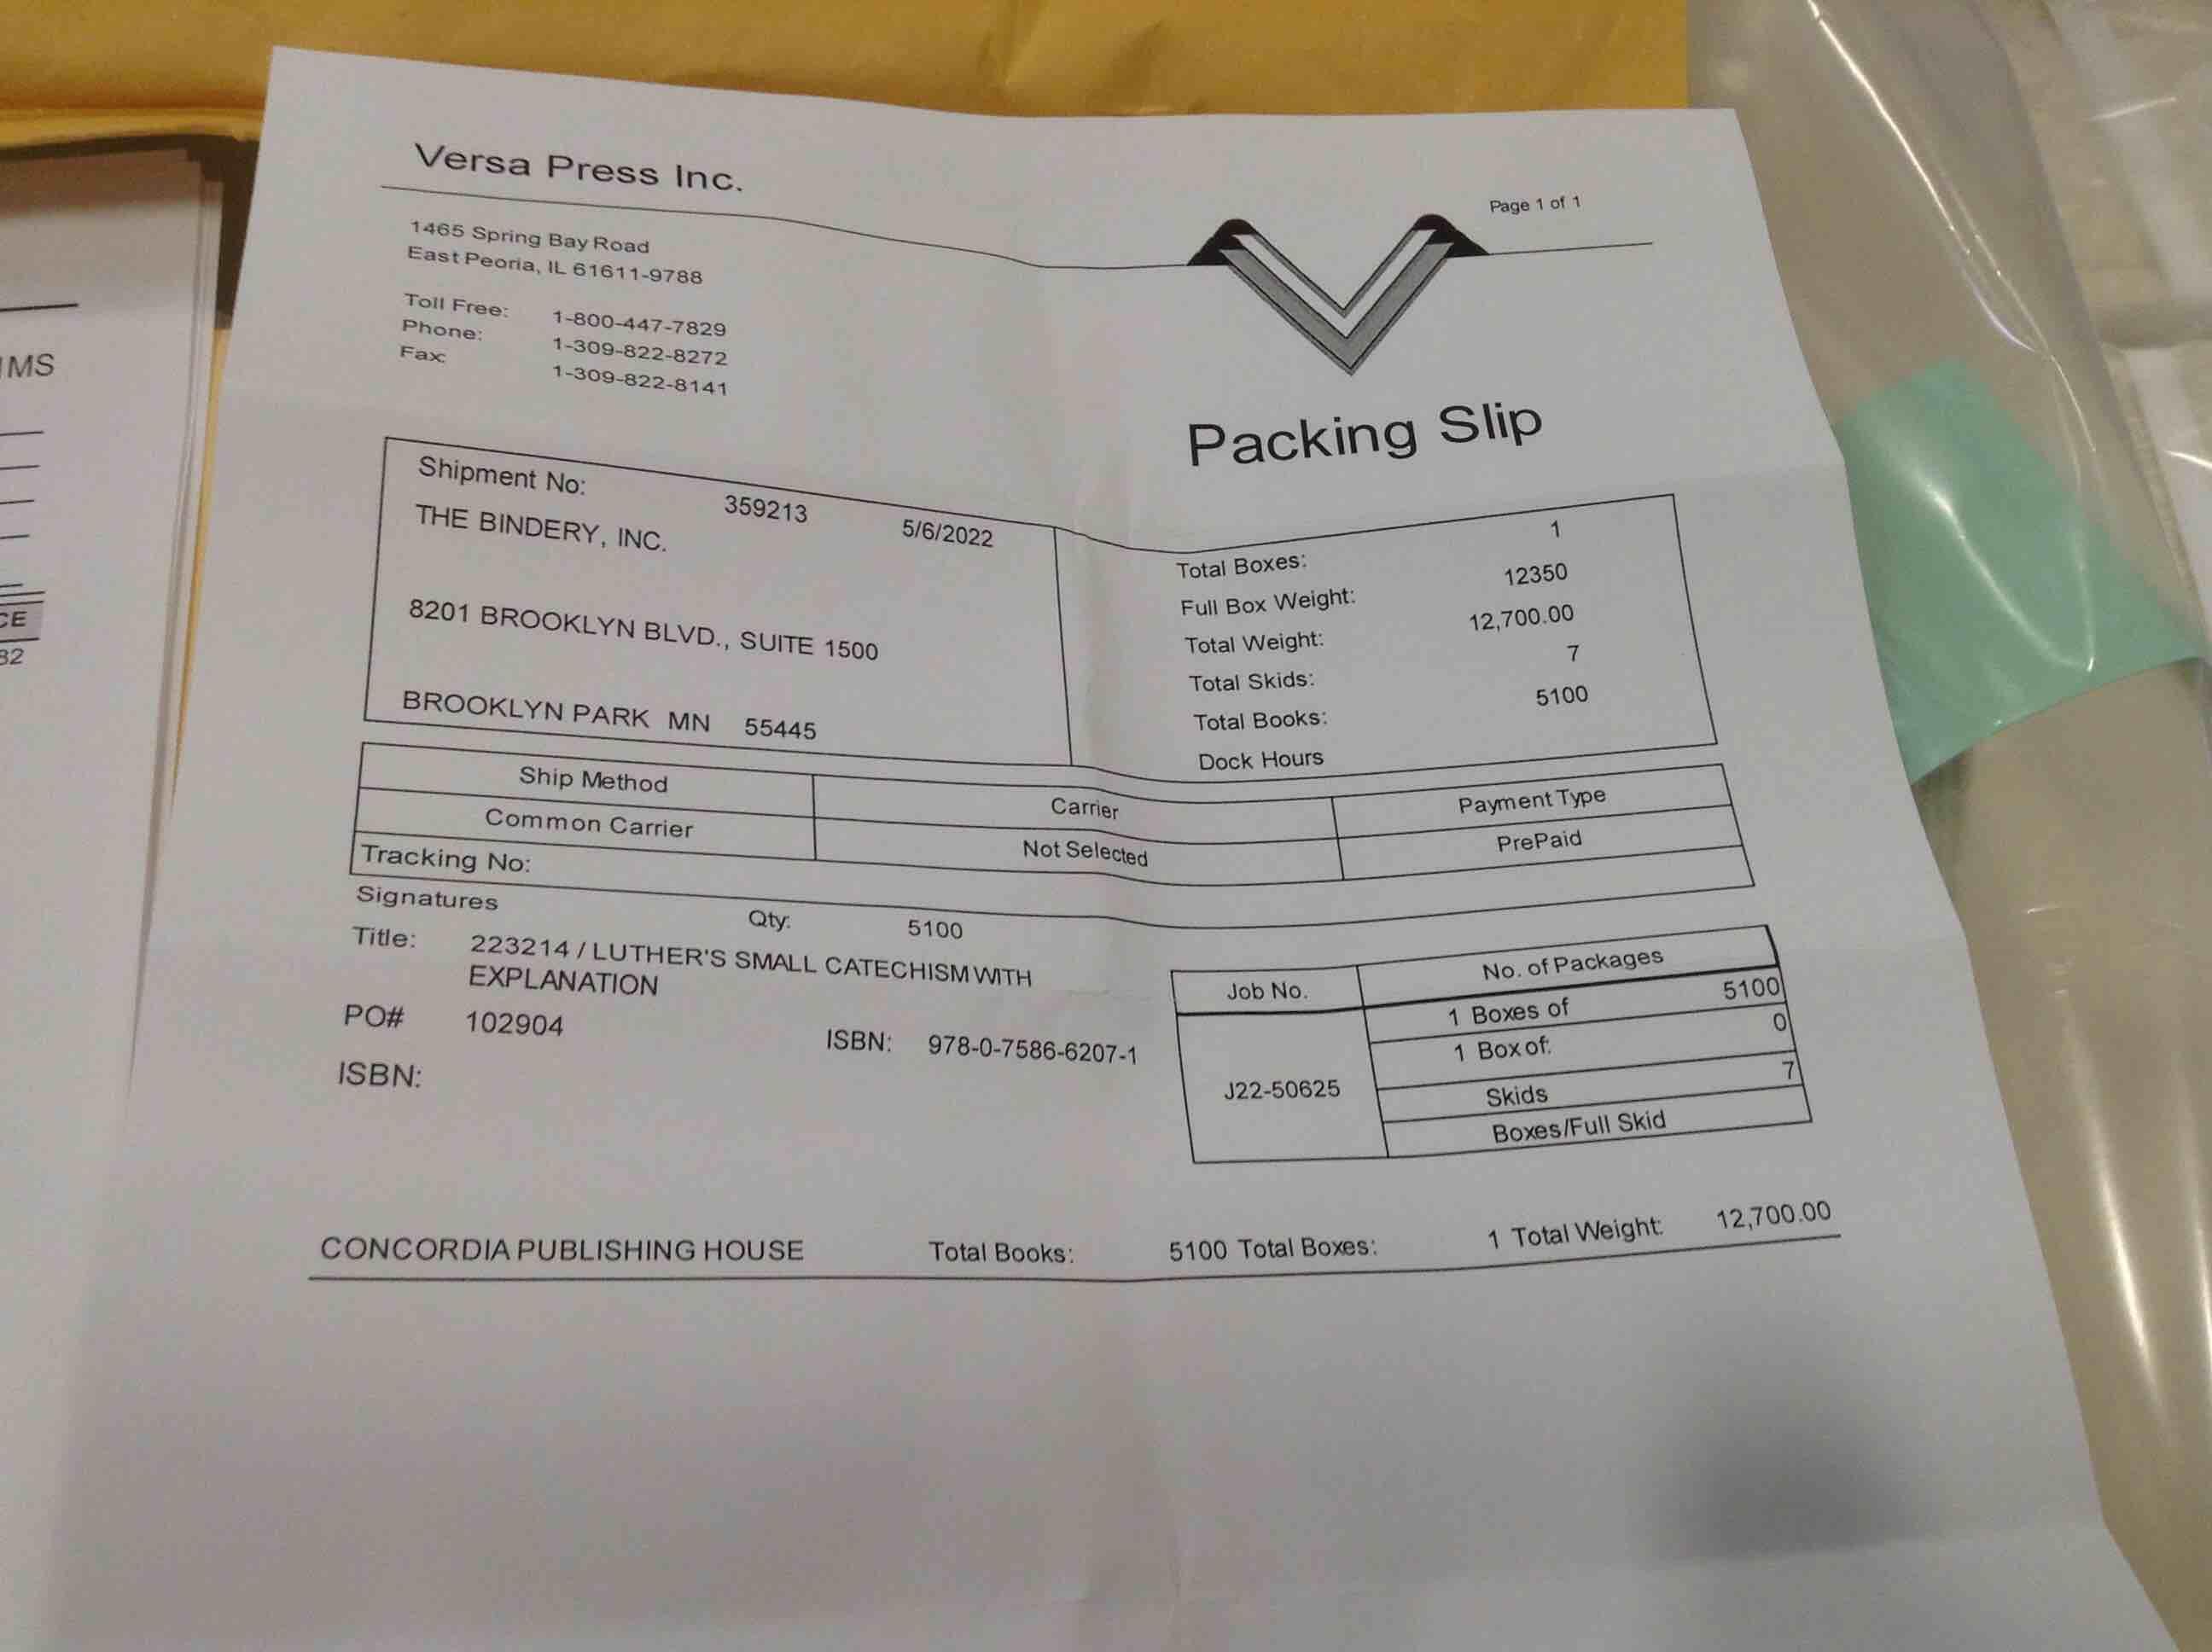 Versa Press Inc.
Page 1 of 1
1465 Spring Bay Road
East Peoria, IL 61611-9788
Toll Free: 1-800-447-7829
Phone: 1-309-822-8272
Fax: 1-309-822-8141
Packing Slip
Shipment No: 359213 5/6/2022
THE BINDERY, INC.
8201 BROOKLYN BLVD., SUITE 1500
BROOKLYN PARK MN 55445
Total Boxes: 1
Full Box Weight: 12350
Total Weight: 12,700.00
Total Skids: 7
Total Books: 5100
Dock Hours
Ship Method Carrier Payment Type
Common Carrier Not Selected PrePaid
Tracking No:
Signatures Qty: 5100
Title: 223214 / LUTHER'S SMALL CATECHISM WITH
EXPLANATION
PO# 102904 ISBN: 978-0-7586-6207-1
ISBN:
Job No. No. of Packages
J22-50625
1 Boxes of 5100
1 Box of: 0
Skids 7
Boxes/Full Skid
CONCORDIA PUBLISHING HOUSE Total Books: 5100 Total Boxes: 1 Total Weight: 12,700.00